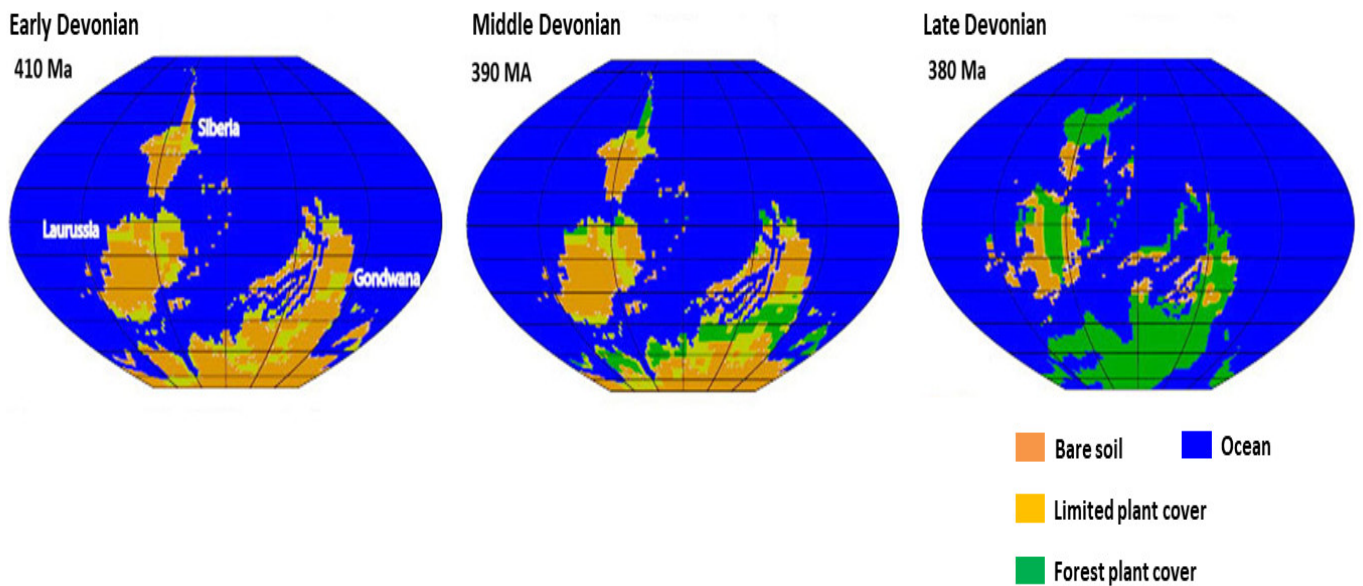 Early Devonian
410 Ma
Siberia
Laurussia
Gondwana
Middle Devonian
390 MA
Late Devonian
380 Ma
Bare soil
Ocean
Limited plant cover
Forest plant cover